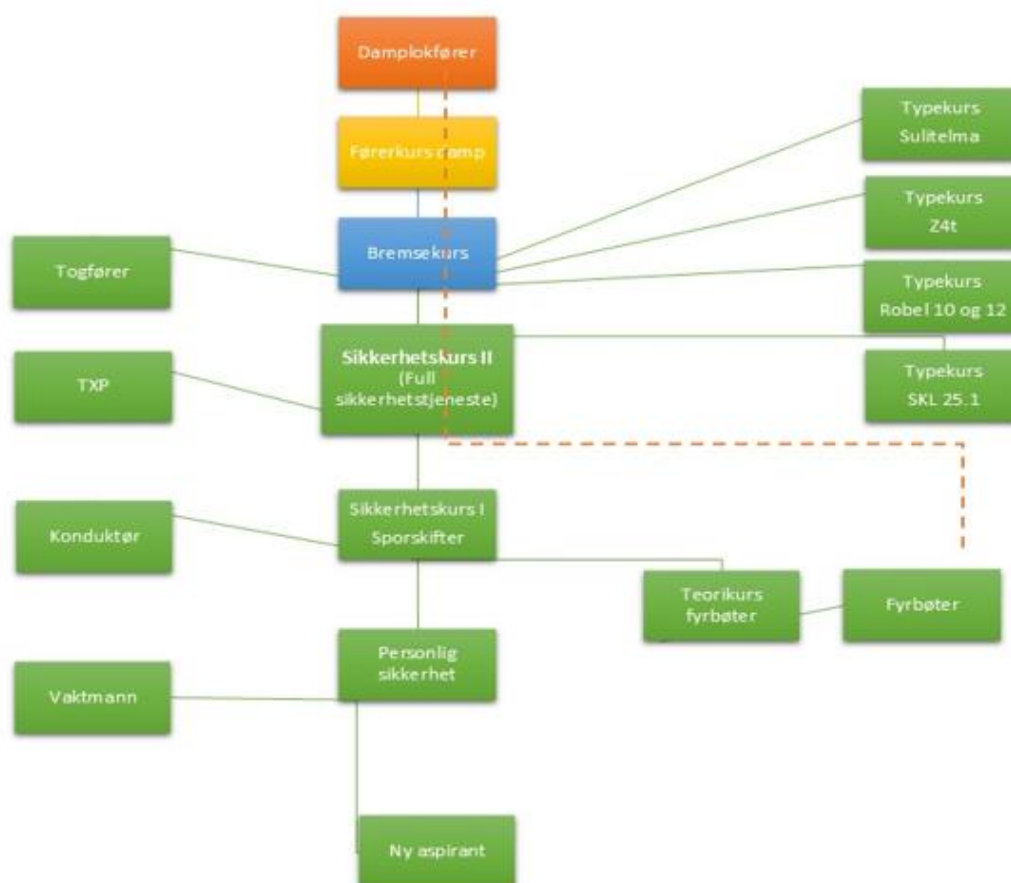 Damplokfører
Førerkurs damp
Typekurs
Sulitelma
Typekurs
Z4t
Bremsekurs
Togfører
Typekurs
Robel 10 og 12
Sikkerhetskurs II
(Full
sikkerhetstjeneste)
TXP
Typekurs
SKL 25.1
Sikkerhetskurs I
Sporskifter
Konduktør
Teorikurs
fyrbøter
Fyrbøter
Personlig
sikkerhet
Vaktmann
Ny aspirant